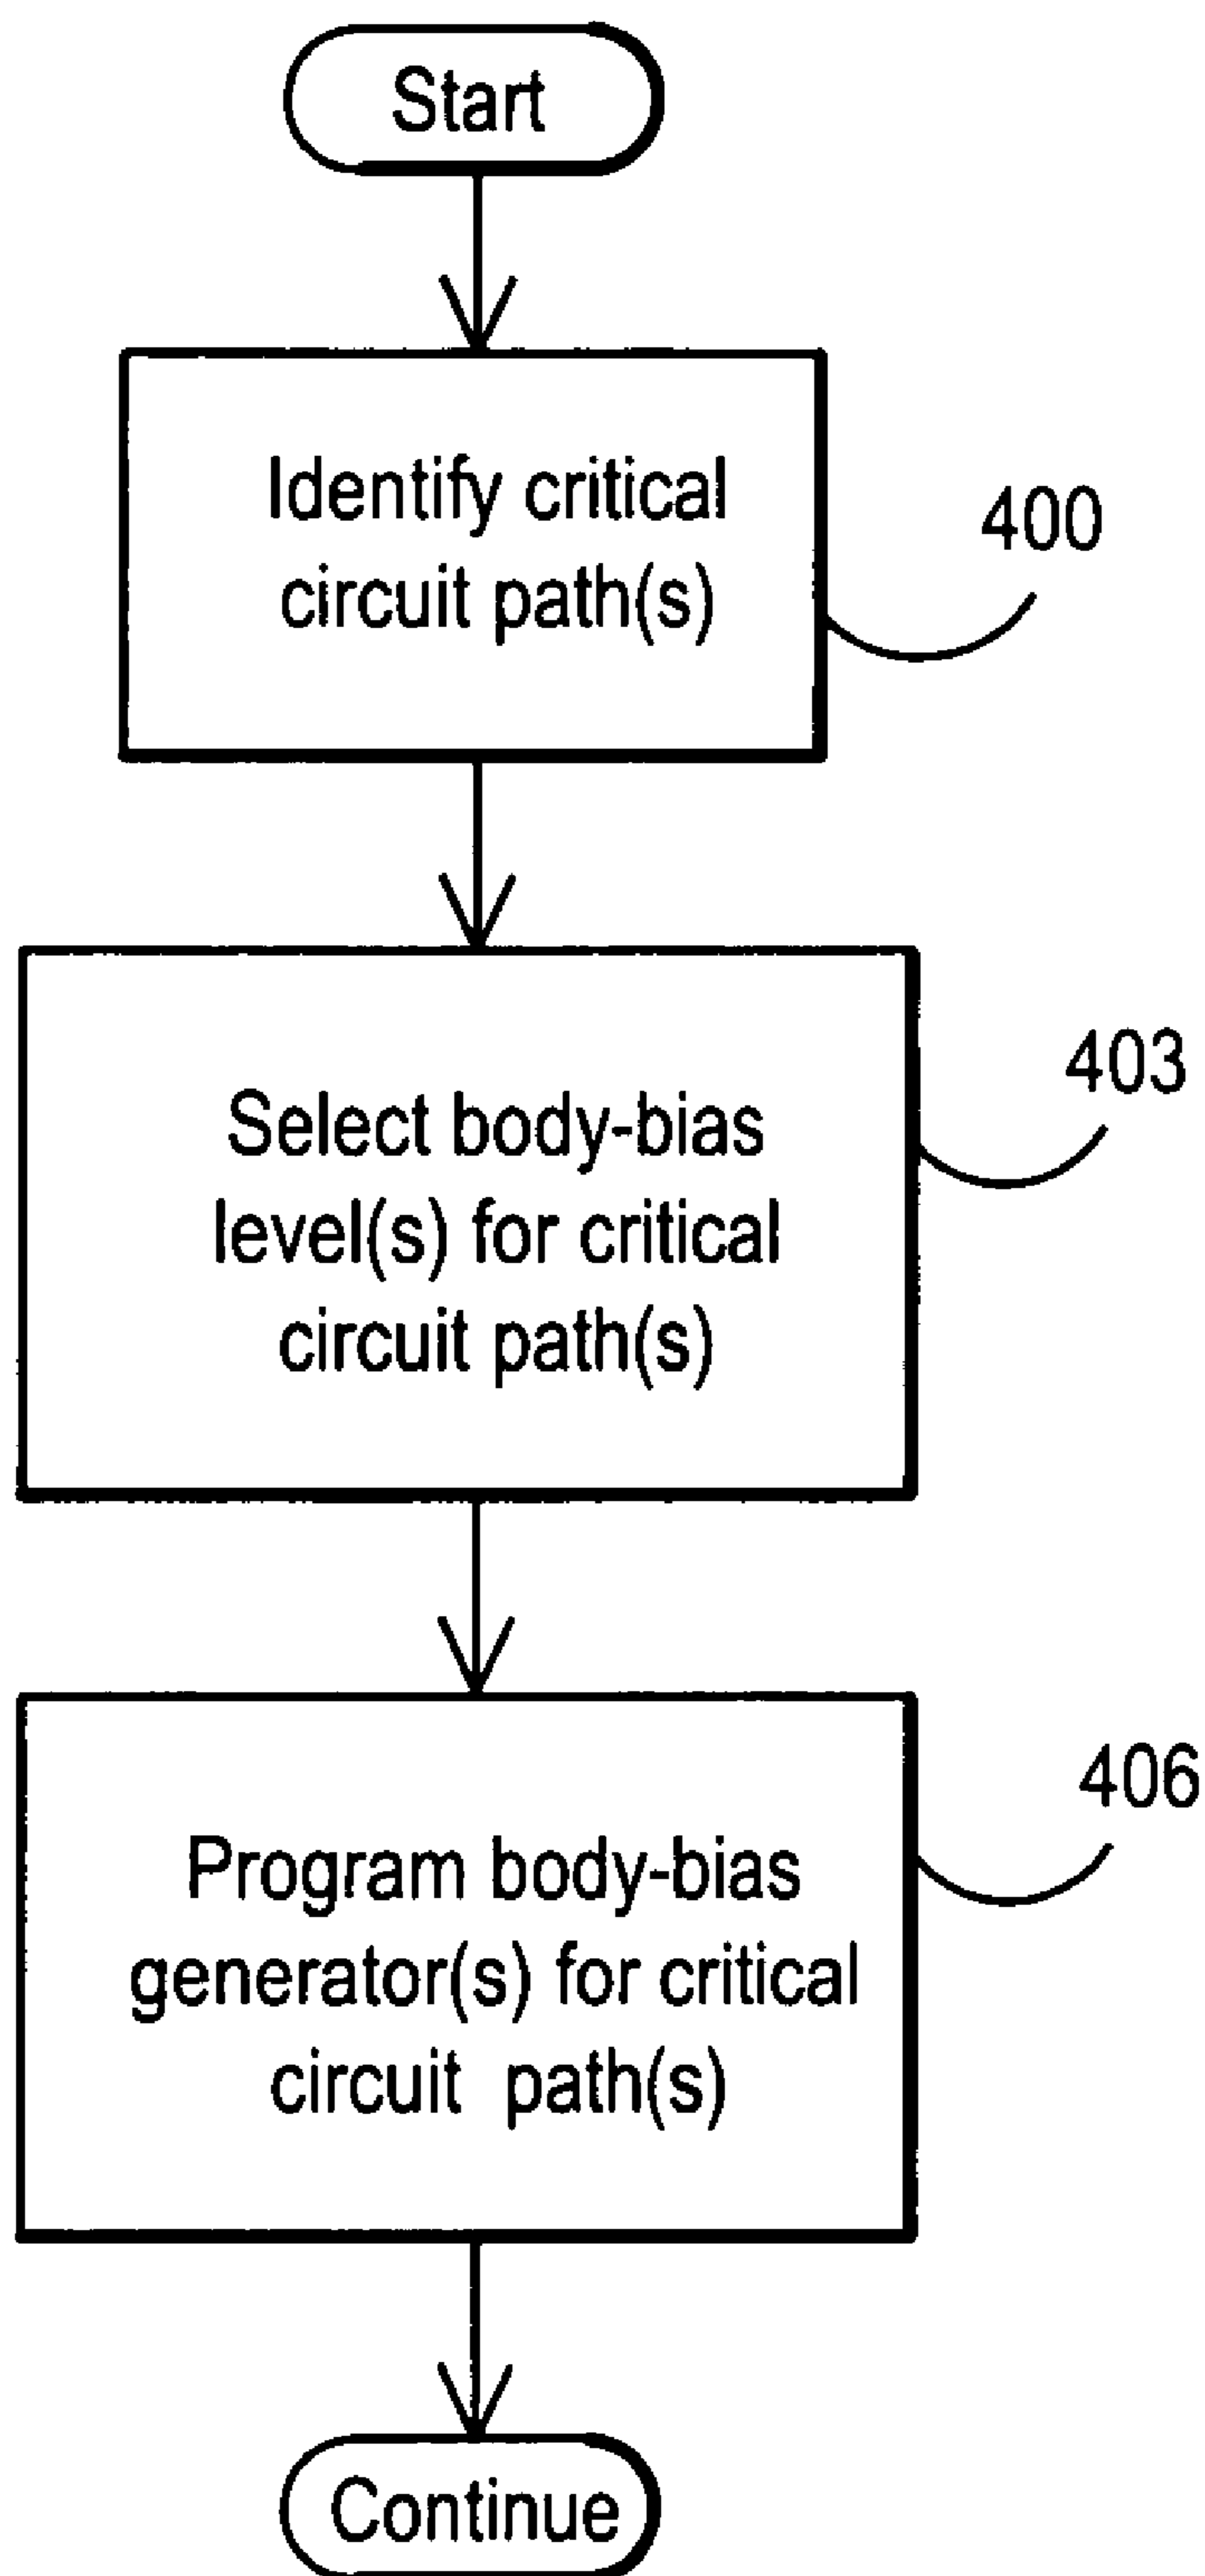 Start
Identify critical
circuit path(s)
400
Select body-bias
level(s) for critical
circuit path(s)
403
Program body-bias
generator(s) for critical
circuit path(s)
406
Continue